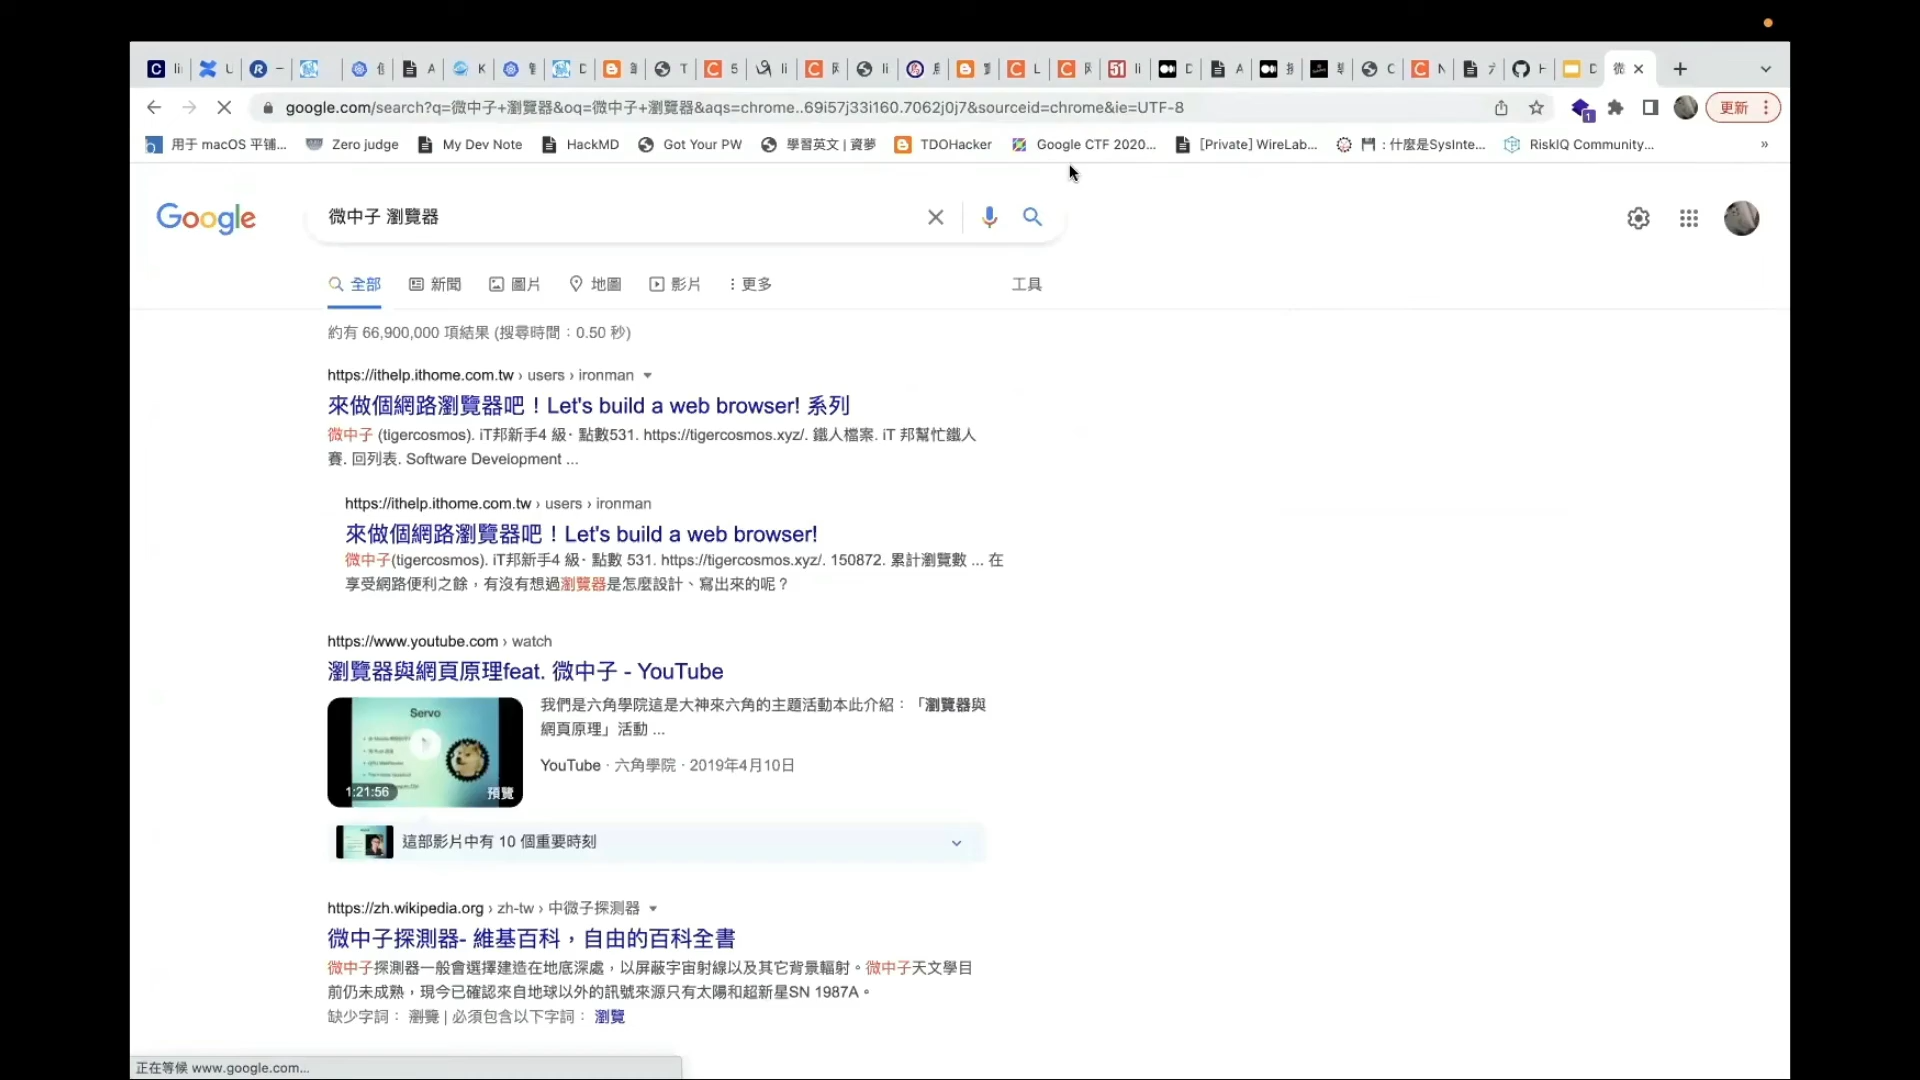 google.com/search?q=微中子+瀏覽器&oq=微中子+瀏覽器&aqs=chrome..69i57j33i160.7062j0j7&sourceid=chrome&ie=UTF-8
更新
用于 macOS 平铺...
Zero judge
My Dev Note
HackMD
Got Your PW
學習英文 | 資夢
TDOHacker
Google CTF 2020...
[Private] WireLab...
: 什麼是SysInte...
RiskIQ Community...
»
Google
微中子 瀏覽器
全部
新聞
圖片
地圖
影片
更多
工具
約有 66,900,000 項結果 (搜尋時間：0.50 秒)
https://ithelp.ithome.com.tw › users › ironman
來做個網路瀏覽器吧！Let's build a web browser! 系列
微中子 (tigercosmos). iT邦新手4 級· 點數531. https://tigercosmos.xyz/. 鐵人檔案. iT 邦幫忙鐵人
賽. 回列表. Software Development ...
https://ithelp.ithome.com.tw › users › ironman
來做個網路瀏覽器吧！Let's build a web browser!
微中子(tigercosmos). iT邦新手4 級· 點數 531. https://tigercosmos.xyz/. 150872. 累計瀏覽數 ... 在
享受網路便利之餘，有沒有想過瀏覽器是怎麼設計、寫出來的呢？
https://www.youtube.com › watch
瀏覽器與網頁原理feat. 微中子 - YouTube
Servo
1:21:56
預覽
我們是六角學院這是大神來六角的主題活動本此介紹：「瀏覽器與
網頁原理」活動 ...
YouTube · 六角學院 · 2019年4月10日
這部影片中有 10 個重要時刻
https://zh.wikipedia.org › zh-tw › 中微子探測器
微中子探測器- 維基百科，自由的百科全書
微中子探測器一般會選擇建造在地底深處，以屏蔽宇宙射線以及其它背景輻射。微中子天文學目
前仍未成熟，現今已確認來自地球以外的訊號來源只有太陽和超新星SN 1987A。
缺少字詞： 瀏覽 | 必須包含以下字詞： 瀏覽
正在等候 www.google.com...